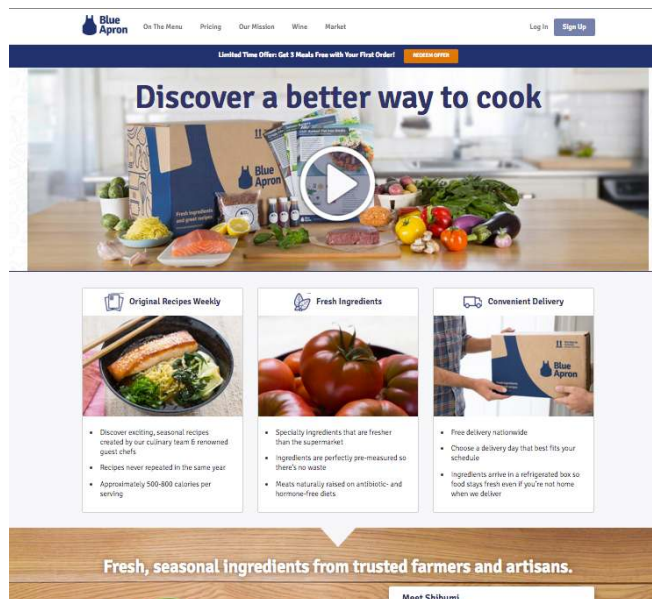 Blue
Apron
On The Menu
Pricing
Our Mission
Wine
Market
Log In
Sign Up
Limited Time Offer: Get 3 Meals Free with Your First Order!
REDEEM OFFER
Discover a better way to cook
Blue
Apron
Fresh ingredients
and great recipes
Original Recipes Weekly
Fresh Ingredients
Convenient Delivery
Blue
Apron
Discover exciting, seasonal recipes
created by our culinary team & renowned
guest chefs
Recipes never repeated in the same year
Approximately 500-800 calories per
serving
Specialty ingredients that are fresher
than the supermarket
Ingredients are perfectly pre-measured so
there's no waste
Meats naturally raised on antibiotic- and
hormone-free diets
Free delivery nationwide
Choose a delivery day that best fits your
schedule
Ingredients arrive in a refrigerated box so
food stays fresh even if you're not home
when we deliver
Fresh, seasonal ingredients from trusted farmers and artisans.
Meet Shibumi